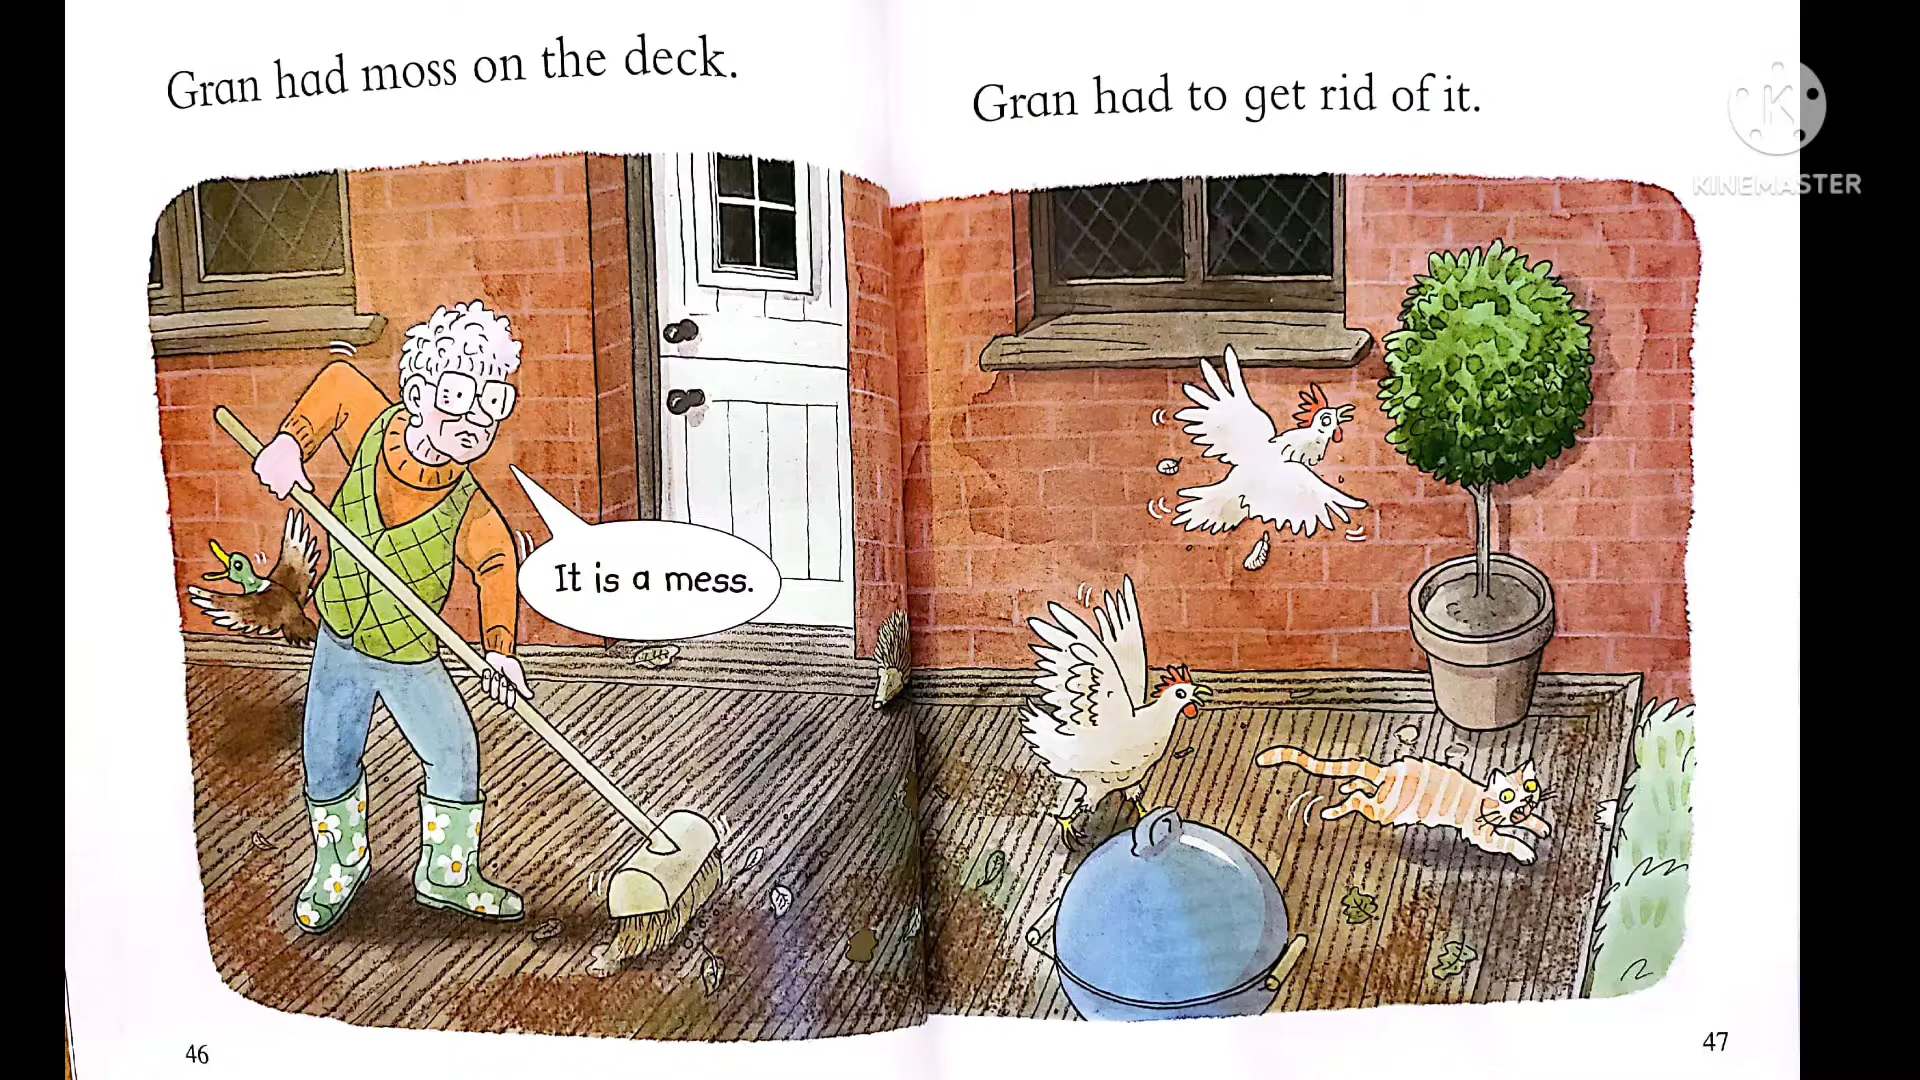 Gran had moss on the deck.
Gran had to get rid of it.
KINEMASTER
It is a mess.
46
47